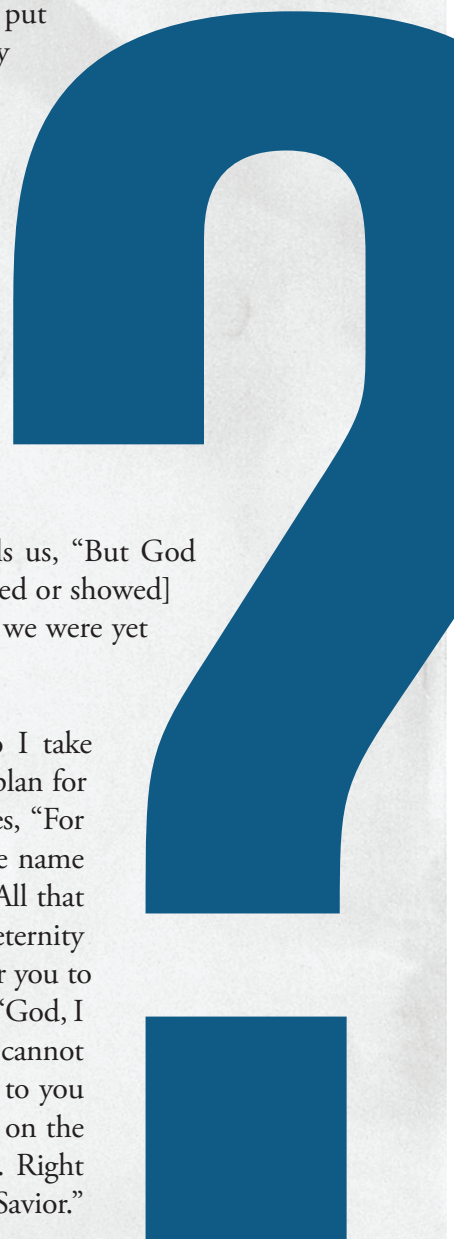 put
y
ls us, “But God
ed or showed]
we were yet
o I take
plan for
es, “For
e name
All that
eternity
r you to
“God, I
cannot
to you
on the
. Right
Savior.”
?